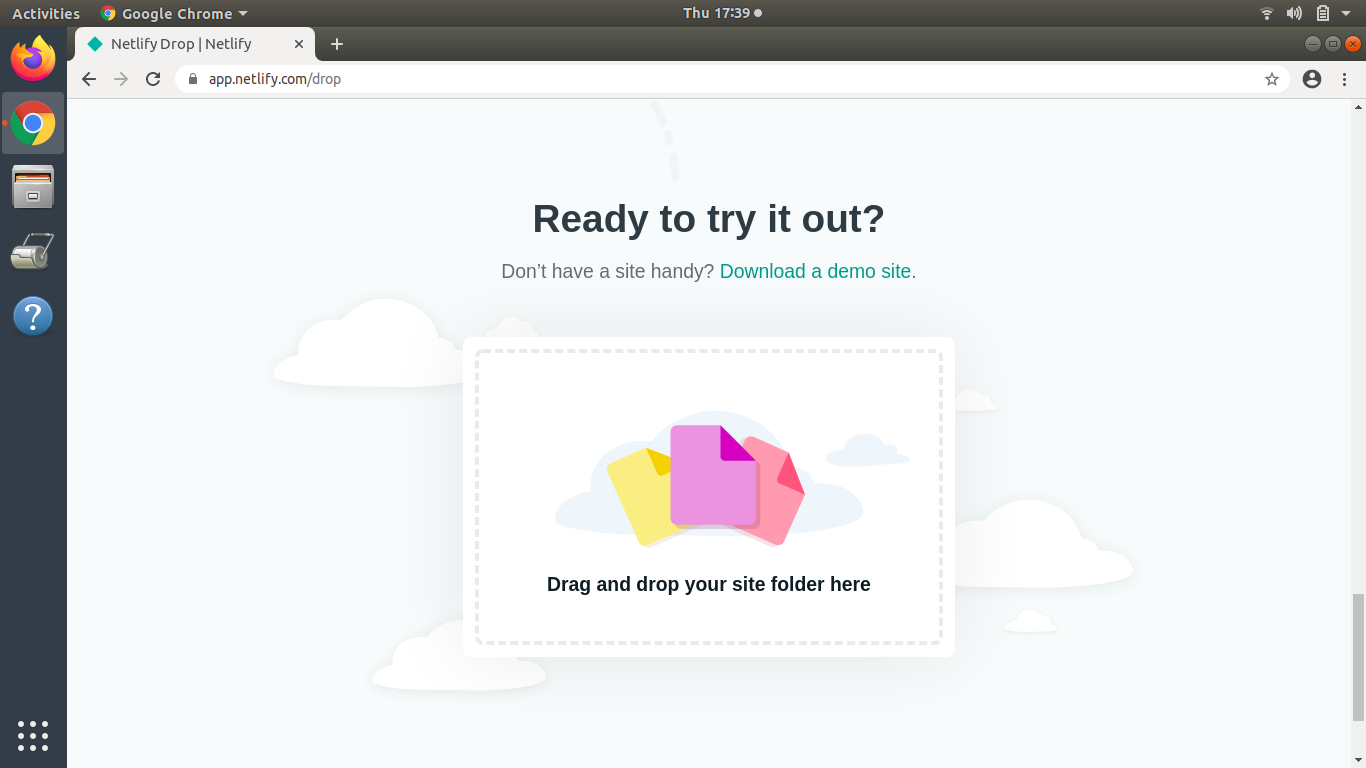 Activities
Google Chrome
Thu 17:39
Netlify Drop | Netlify
app.netlify.com/drop
Ready to try it out?
Don’t have a site handy? Download a demo site.
Drag and drop your site folder here